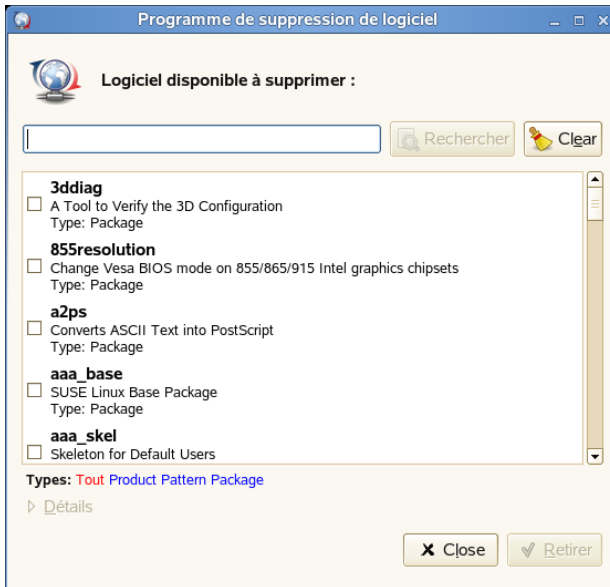 Programme de suppression de logiciel
Logiciel disponible à supprimer :
Rechercher
Clear
3ddiag
A Tool to Verify the 3D Configuration
Type: Package
855resolution
Change Vesa BIOS mode on 855/865/915 Intel graphics chipsets
Type: Package
a2ps
Converts ASCII Text into PostScript
Type: Package
aaa_base
SUSE Linux Base Package
Type: Package
aaa_skel
Skeleton for Default Users
Types: Tout Product Pattern Package
Détails
Close
Retirer